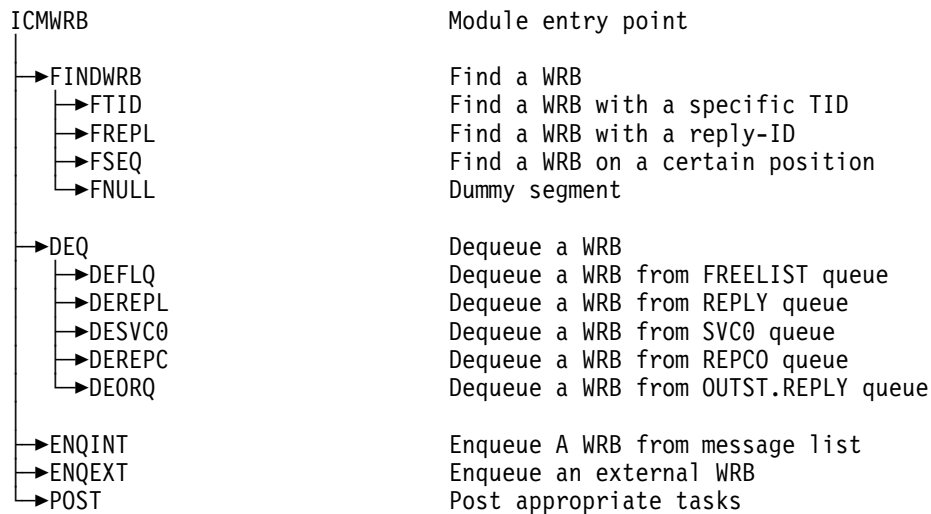 ICMWRB Module entry point
FINDWRB Find a WRB
FTID Find a WRB with a specific TID
FREPL Find a WRB with a reply-ID
FSEQ Find a WRB on a certain position
FNULL Dummy segment
DEQ Dequeue a WRB
DEFLQ Dequeue a WRB from FREELIST queue
DEREPL Dequeue a WRB from REPLY queue
DESVC0 Dequeue a WRB from SVC0 queue
DEREPC Dequeue a WRB from REPCO queue
DEORQ Dequeue a WRB from OUTST.REPLY queue
ENQINT Enqueue A WRB from message list
ENQEXT Enqueue an external WRB
POST Post appropriate tasks